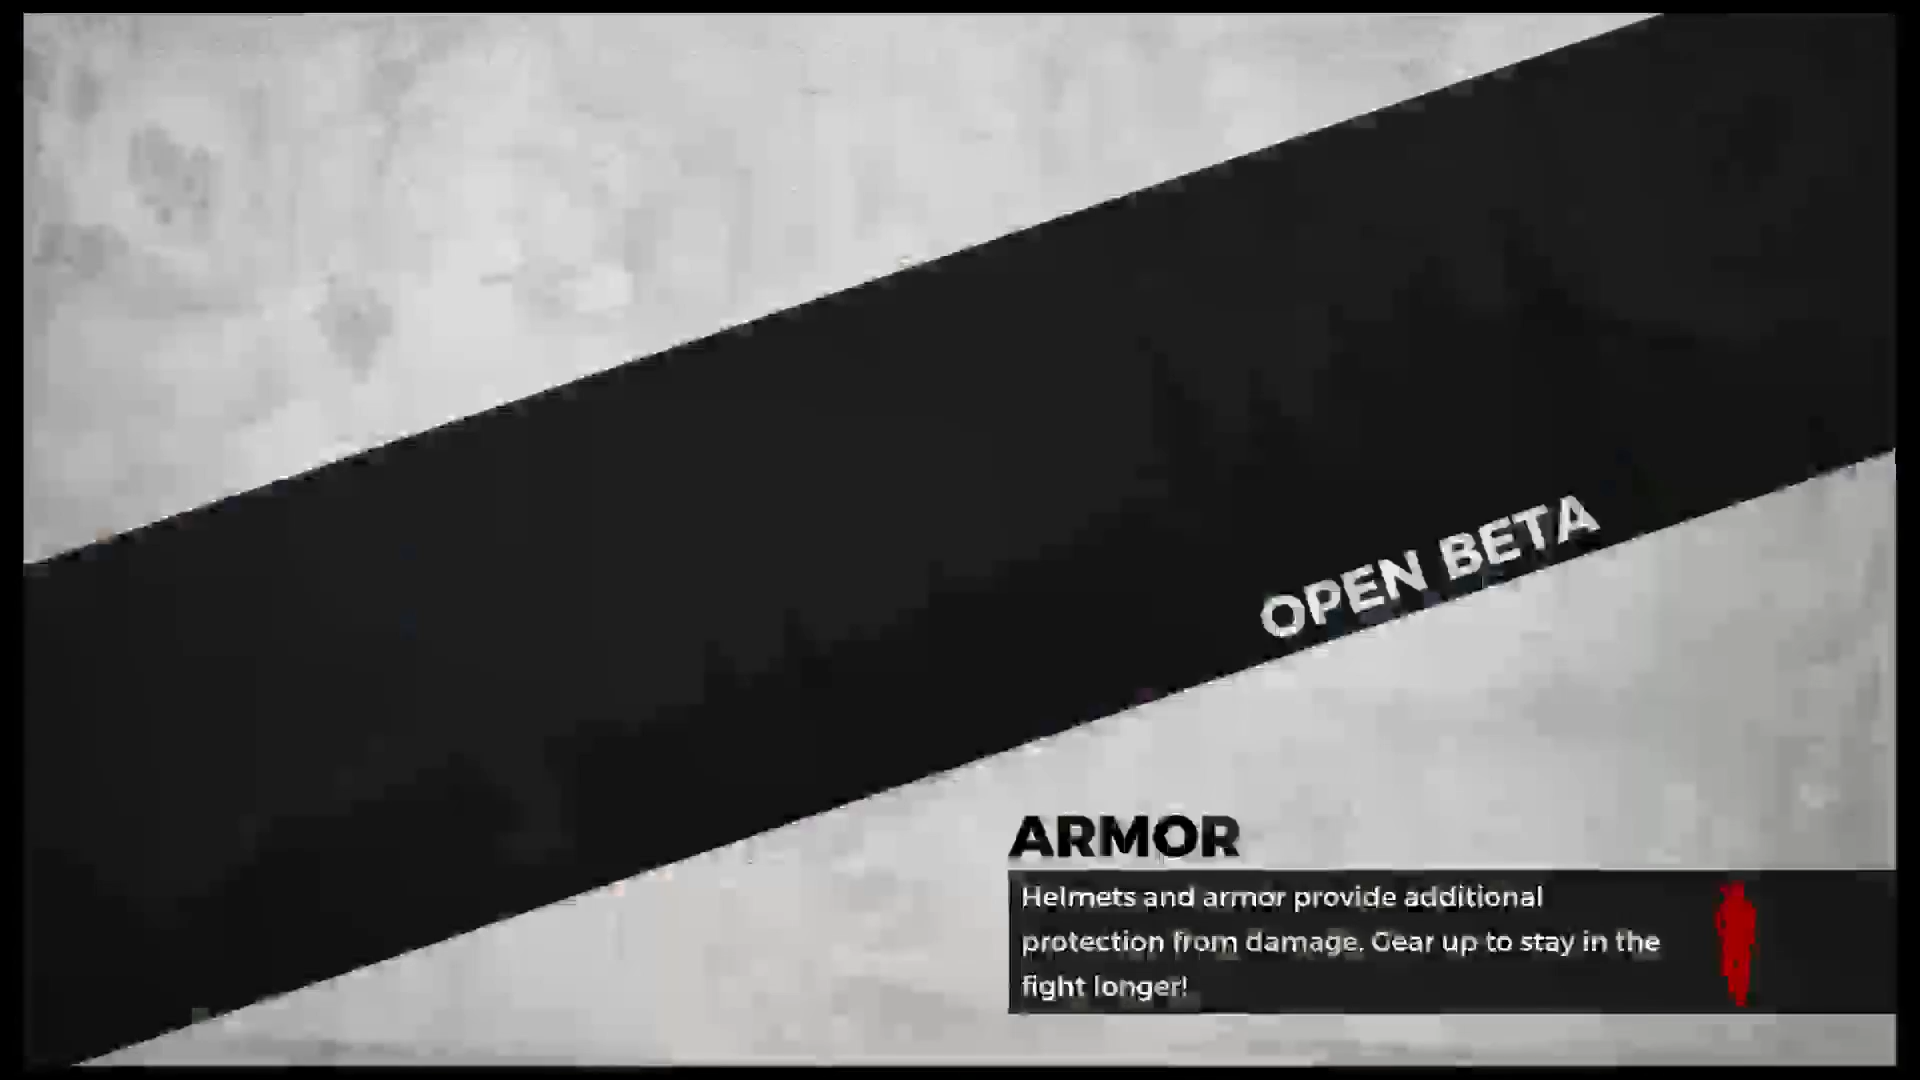 OPEN BETA
ARMOR
Helmets and armor provide additional
protection from damage. Gear up to stay in the
fight longer!